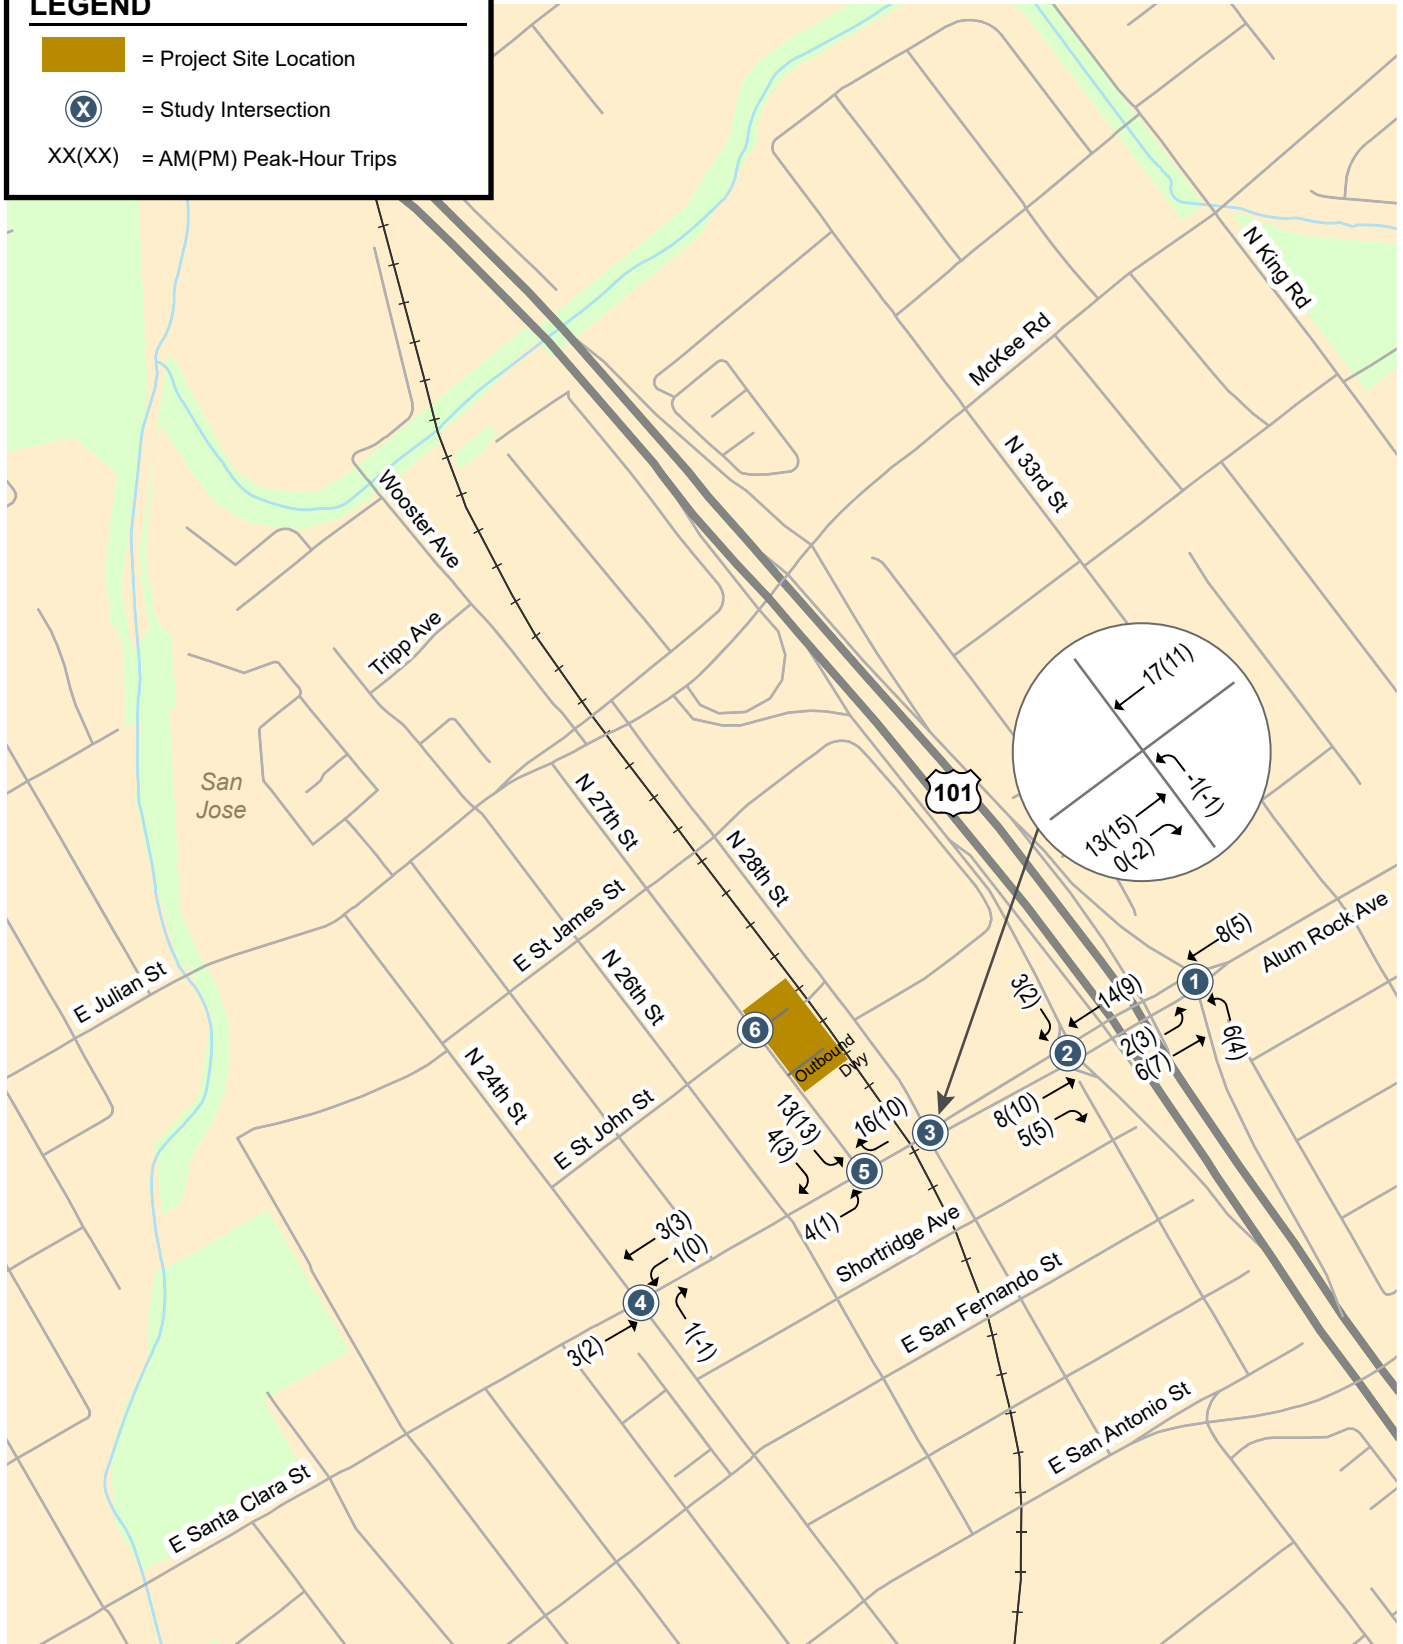 LEGEND
= Project Site Location
X = Study Intersection
XX(XX) = AM(PM) Peak-Hour Trips
N King Rd
McKee Rd
N 33rd St
Wooster Ave
Tripp Ave
17(11)
-1(-1)
13(15)
0(-2)
San
Jose
101
N 27th St
N 28th St
E St James St
N 26th St
E Julian St
Alum Rock Ave
8(5)
1
3(2)
14(9)
2
2(3)
6(7)
6(4)
6
Outbound
Dwy
N 24th St
E St John St
8(10)
5(5)
13(13)
4(3)
16(10)
3
5
4(1)
Shortridge Ave
3(3)
1(0)
4
3(2)
1(-1)
E San Fernando St
E San Antonio St
E Santa Clara St